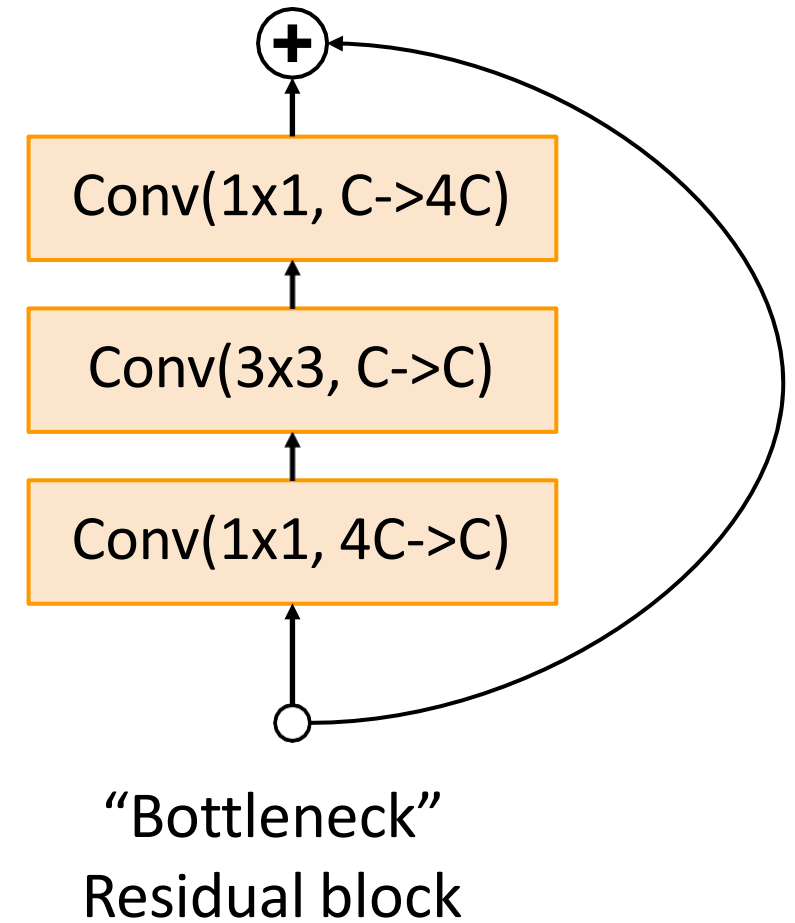 +
Conv(1x1, C->4C)
Conv(3x3, C->C)
Conv(1x1, 4C->C)
“Bottleneck”
Residual block